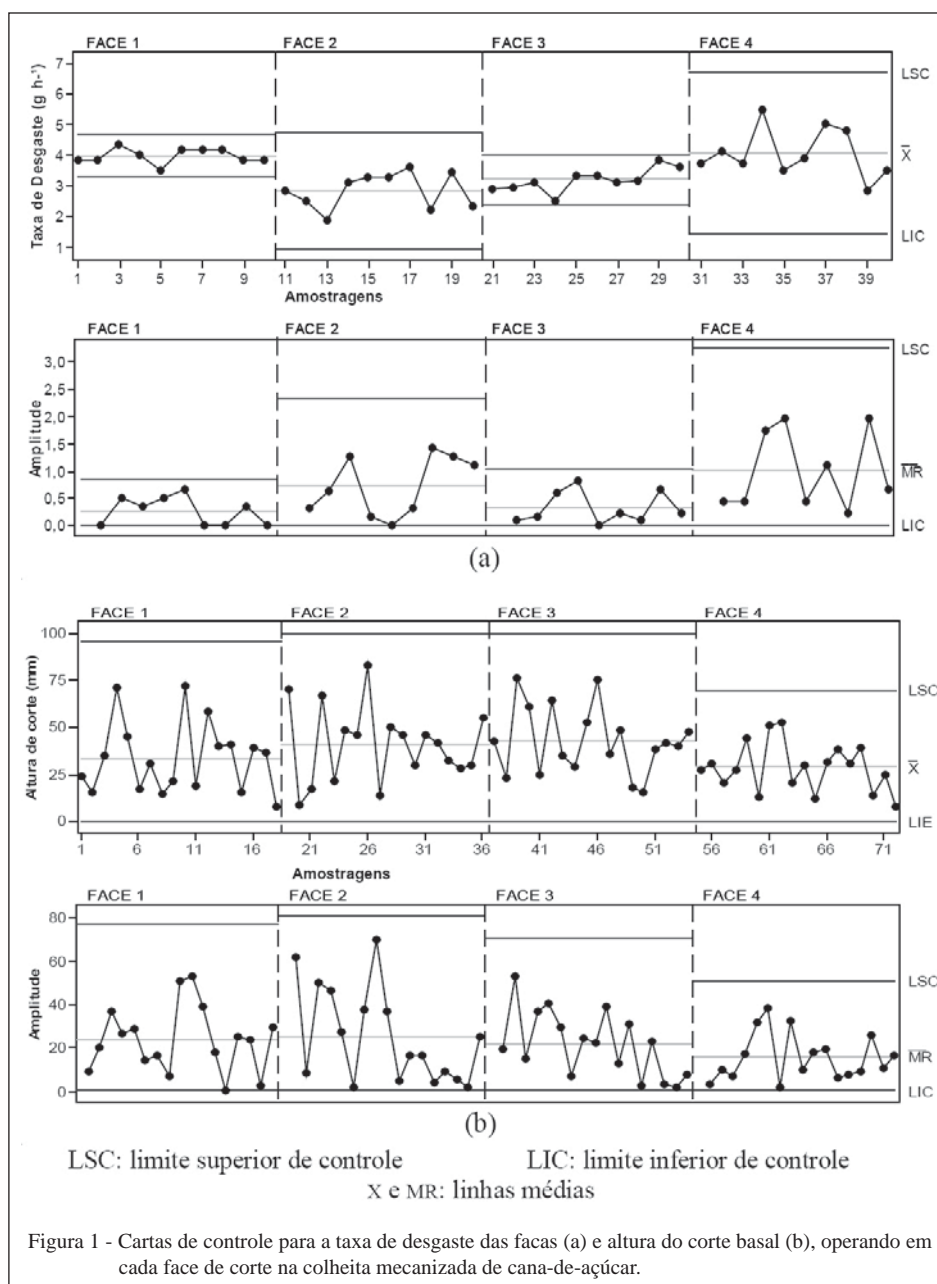 FACE 1 FACE 2 FACE 3 FACE 4
Taxa de Desgaste (g h⁻¹)
7
6
5
4
3
2
1
LSC
X̅
LIC
1 3 5 7 9 11 13 15 17 19 21 23 25 27 29 31 33 35 37 39
Amostragens
FACE 1 FACE 2 FACE 3 FACE 4
Amplitude
3,0
2,5
2,0
1,5
1,0
0,5
0,0
LSC
M̅R̅
LIC
(a)
FACE 1 FACE 2 FACE 3 FACE 4
Altura de corte (mm)
100
75
50
25
0
LSC
X̅
LIE
1 6 11 16 21 26 31 36 41 46 51 56 61 66 71
Amostragens
FACE 1 FACE 2 FACE 3 FACE 4
Amplitude
80
60
40
20
0
LSC
M̅R̅
LIC
(b)
LSC: limite superior de controle LIC: limite inferior de controle
X e MR: linhas médias
Figura 1 - Cartas de controle para a taxa de desgaste das facas (a) e altura do corte basal (b), operando em
cada face de corte na colheita mecanizada de cana-de-açúcar.